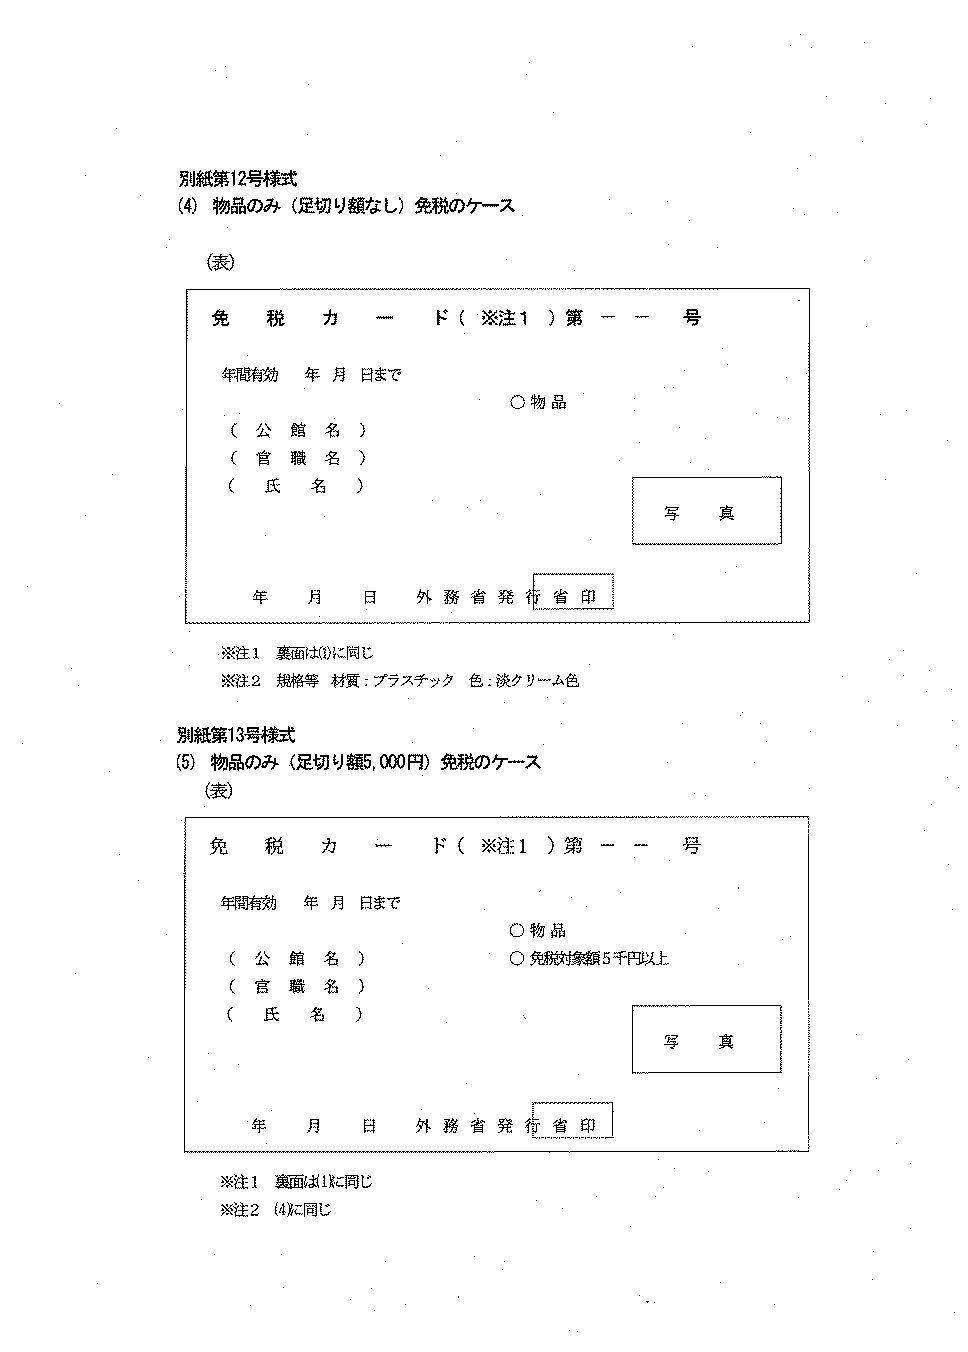 別紙第12号様式
(4) 物品のみ（足切り額なし）免税のケース
(表)
免 税 カ ー ド（ ※注１ ）第 － － 号
年間有効 年 月 日まで
○物品
（ 公 館 名 ）
（ 官 職 名 ）
（ 氏 名 ）
写 真
年 月 日 外務省発行 省印
※注１ 裏面は(1)に同じ
※注２ 規格等 材質：プラスチック 色：淡クリーム色
別紙第13号様式
(5) 物品のみ（足切り額5,000円）免税のケース
(表)
免 税 カ ー ド（ ※注１ ）第 － － 号
年間有効 年 月 日まで
○物品
（ 公 館 名 ）
○免税対象額５千円以上
（ 官 職 名 ）
（ 氏 名 ）
写 真
年 月 日 外務省発行 省印
※注１ 裏面は(1)に同じ
※注２ (4)に同じ